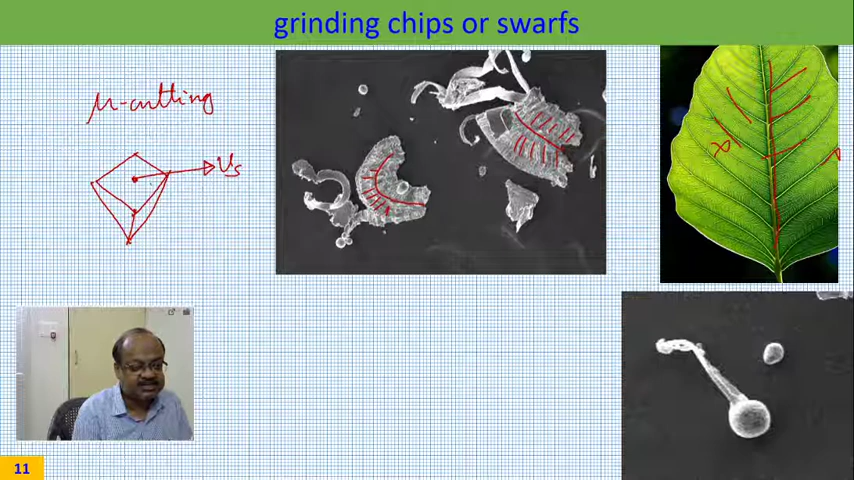 grinding chips or swarfs
μ-cutting
Vs
11